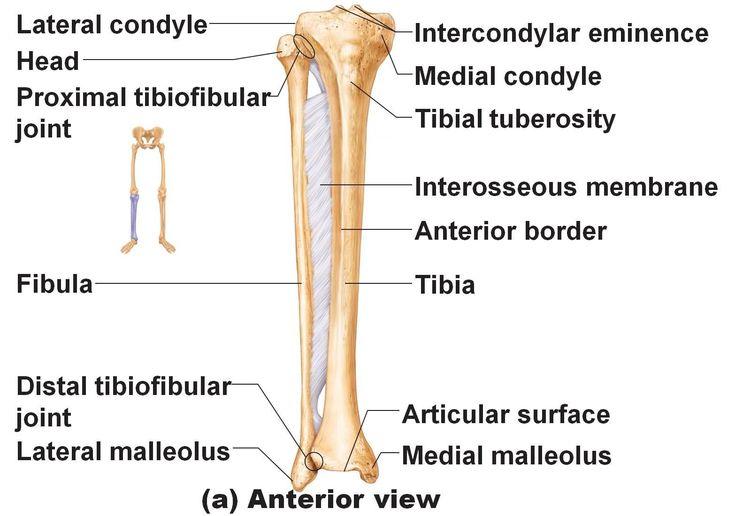 Lateral condyle
Head
Proximal tibiofibular
joint
Fibula
Distal tibiofibular
joint
Lateral malleolus
Intercondylar eminence
Medial condyle
Tibial tuberosity
Interosseous membrane
Anterior border
Tibia
Articular surface
Medial malleolus
(a) Anterior view